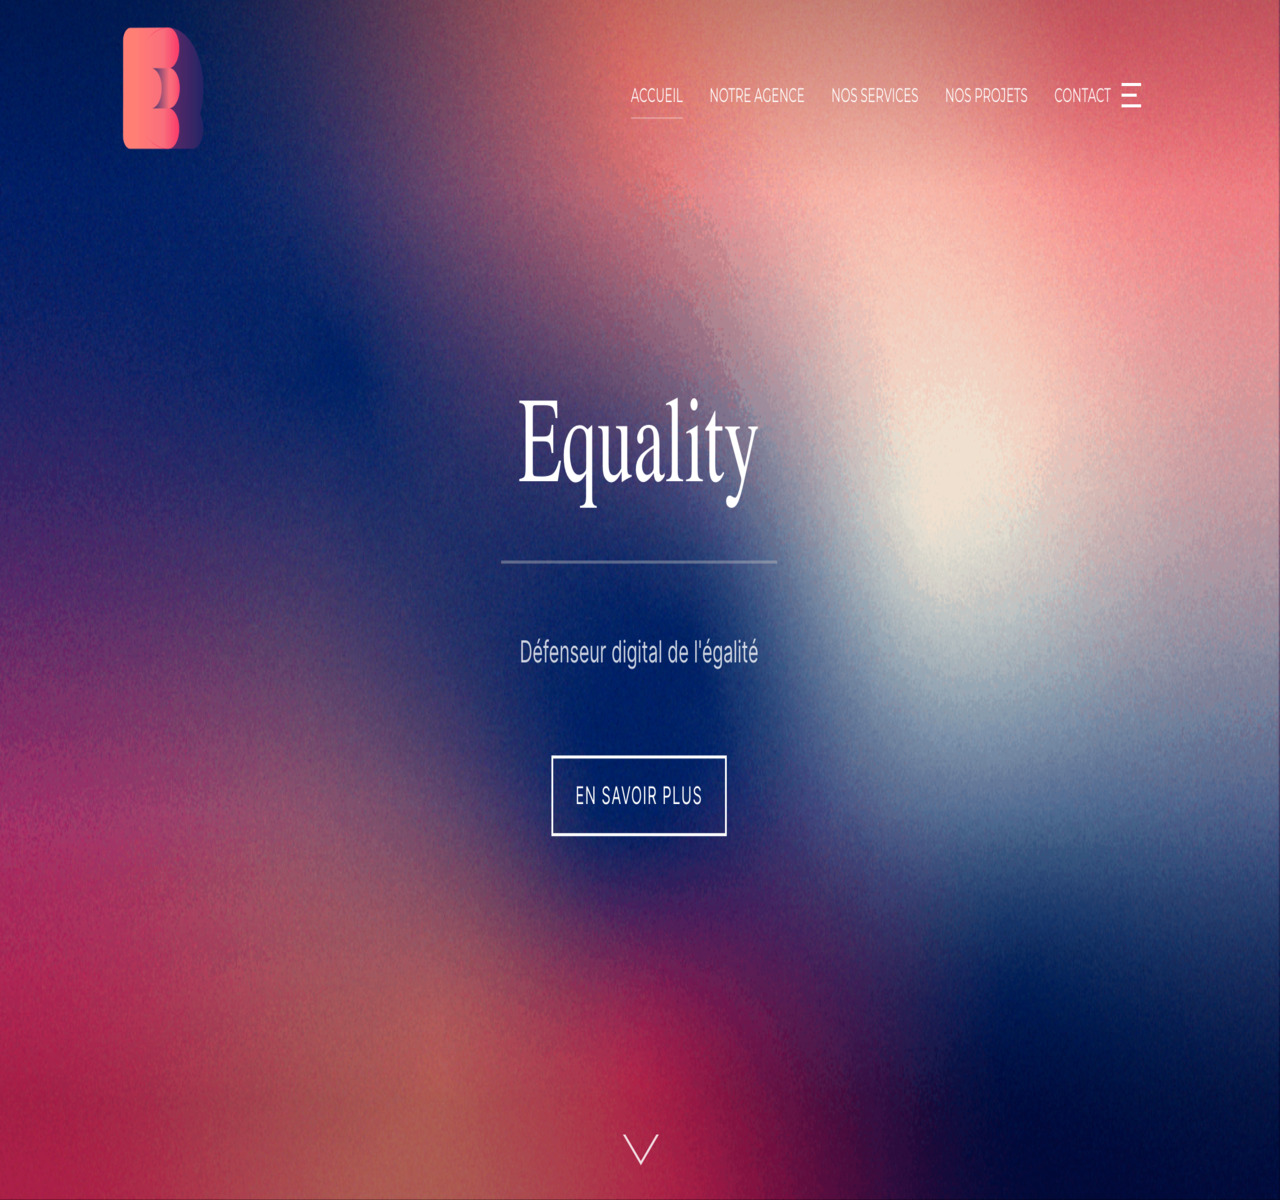 ACCUEIL NOTRE AGENCE NOS SERVICES NOS PROJETS CONTACT
Equality
Défenseur digital de l'égalité
EN SAVOIR PLUS